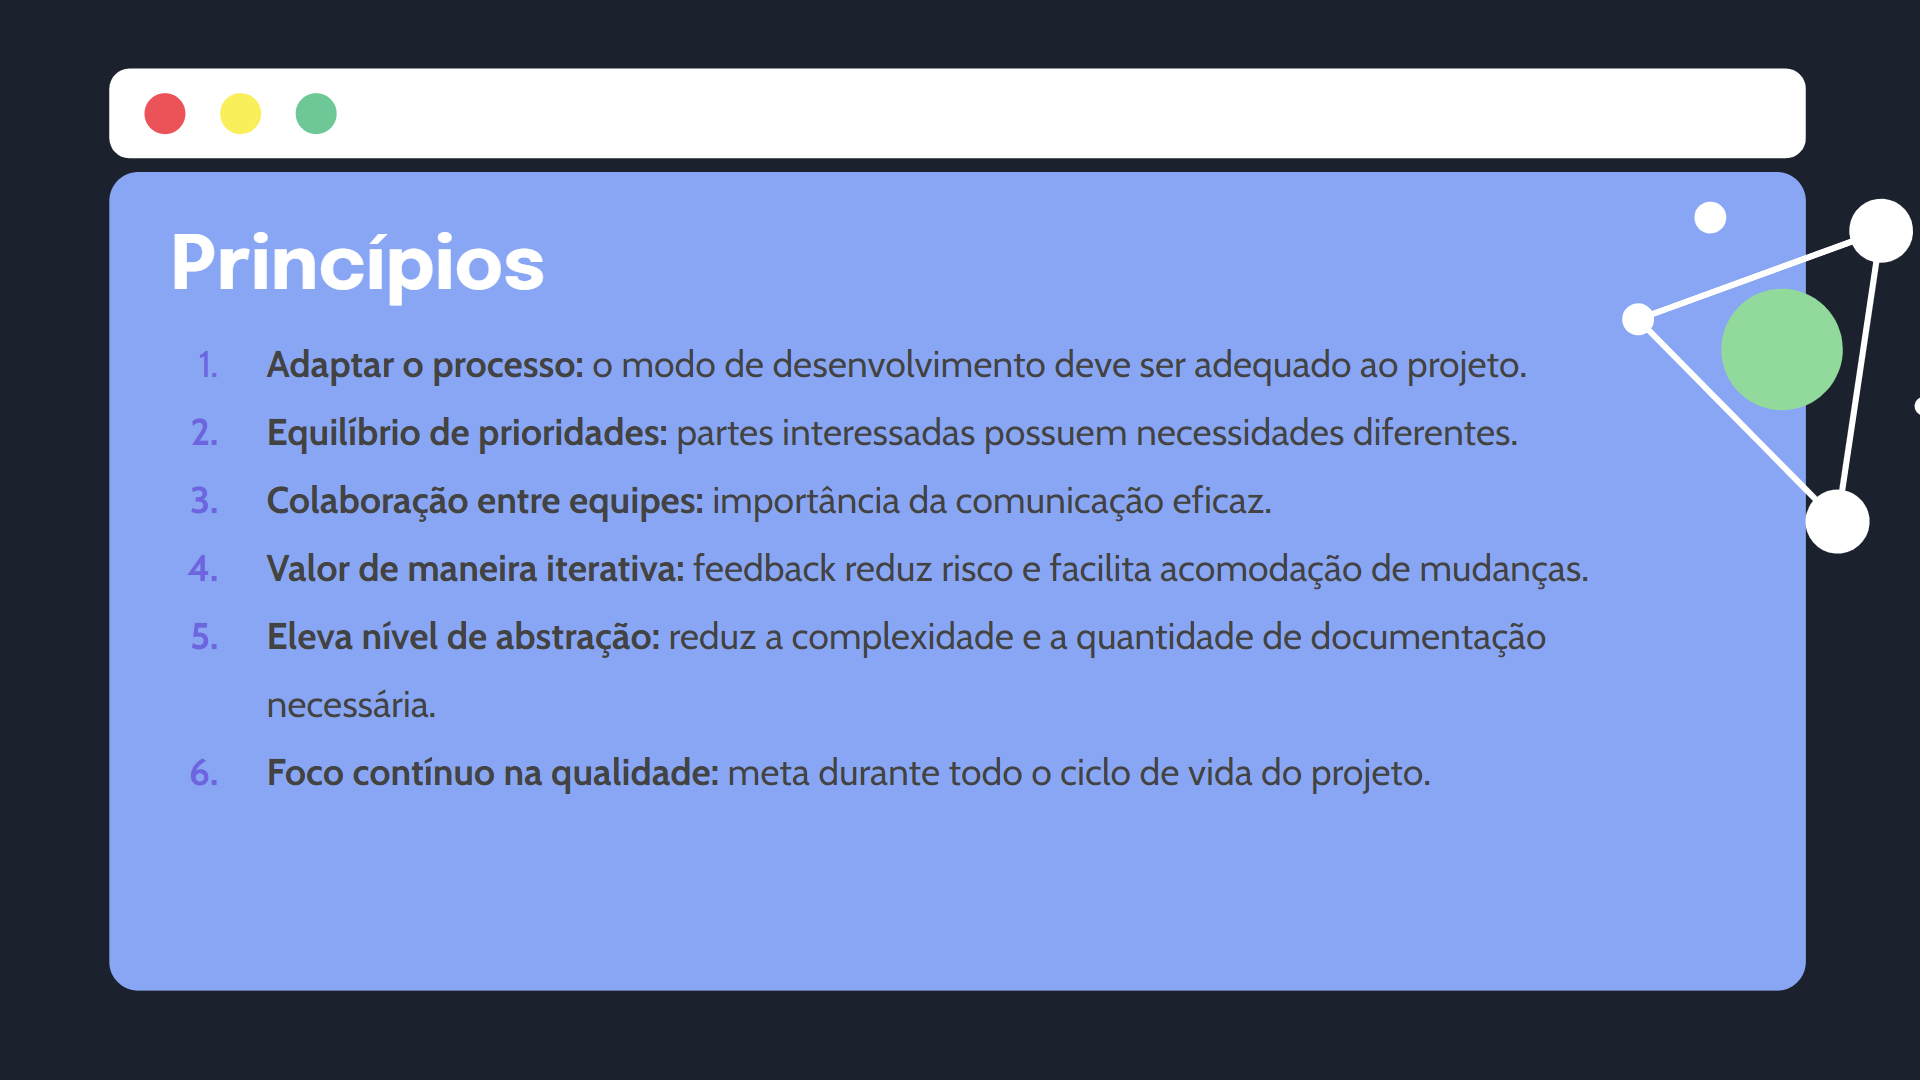 Princípios
1. Adaptar o processo: o modo de desenvolvimento deve ser adequado ao projeto.
2. Equilíbrio de prioridades: partes interessadas possuem necessidades diferentes.
3. Colaboração entre equipes: importância da comunicação eficaz.
4. Valor de maneira iterativa: feedback reduz risco e facilita acomodação de mudanças.
5. Eleva nível de abstração: reduz a complexidade e a quantidade de documentação
necessária.
6. Foco contínuo na qualidade: meta durante todo o ciclo de vida do projeto.